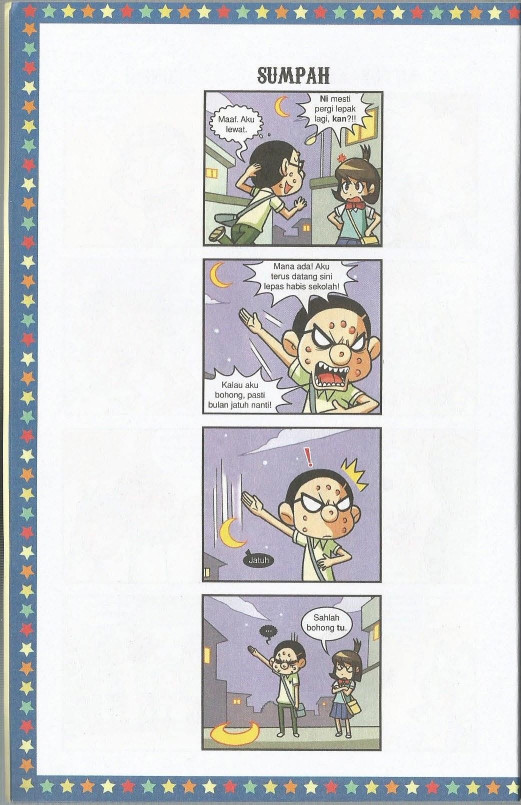 SUMPAH
Maaf. Aku
lewat.
Ni mesti
pergi lepak
lagi, kan?!!
!
Mana ada! Aku
terus datang sini
lepas habis sekolah!
Kalau aku
bohong, pasti
bulan jatuh nanti!
!
Jatuh
...
Sahlah
bohong tu.